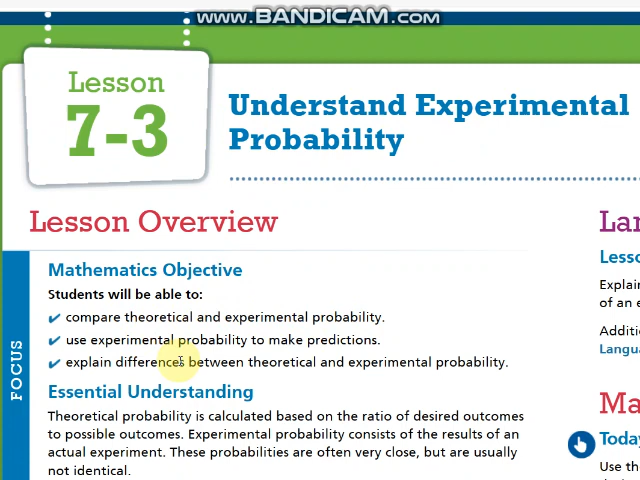 www.BANDICAM.com
Lesson
7-3
Understand Experimental
Probability
Lesson Overview
FOCUS
Mathematics Objective
Students will be able to:
✔ compare theoretical and experimental probability.
✔ use experimental probability to make predictions.
✔ explain differences between theoretical and experimental probability.
Essential Understanding
Theoretical probability is calculated based on the ratio of desired outcomes
to possible outcomes. Experimental probability consists of the results of an
actual experiment. These probabilities are often very close, but are usually
not identical.
Lan
Lesso
Explai
of an e
Additi
Langu
Ma
Today
Use th